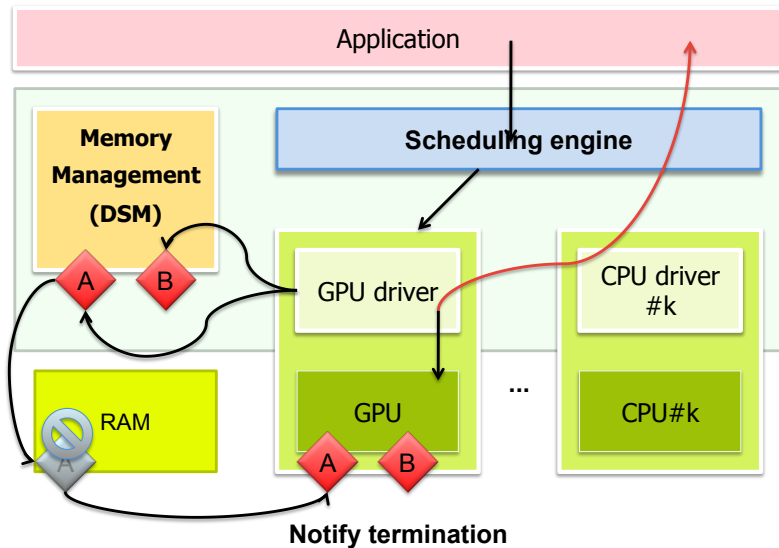 Application
Memory
Management
(DSM)
Scheduling engine
A
B
GPU driver
CPU driver
#k
RAM
A
GPU
...
CPU#k
A
B
Notify termination